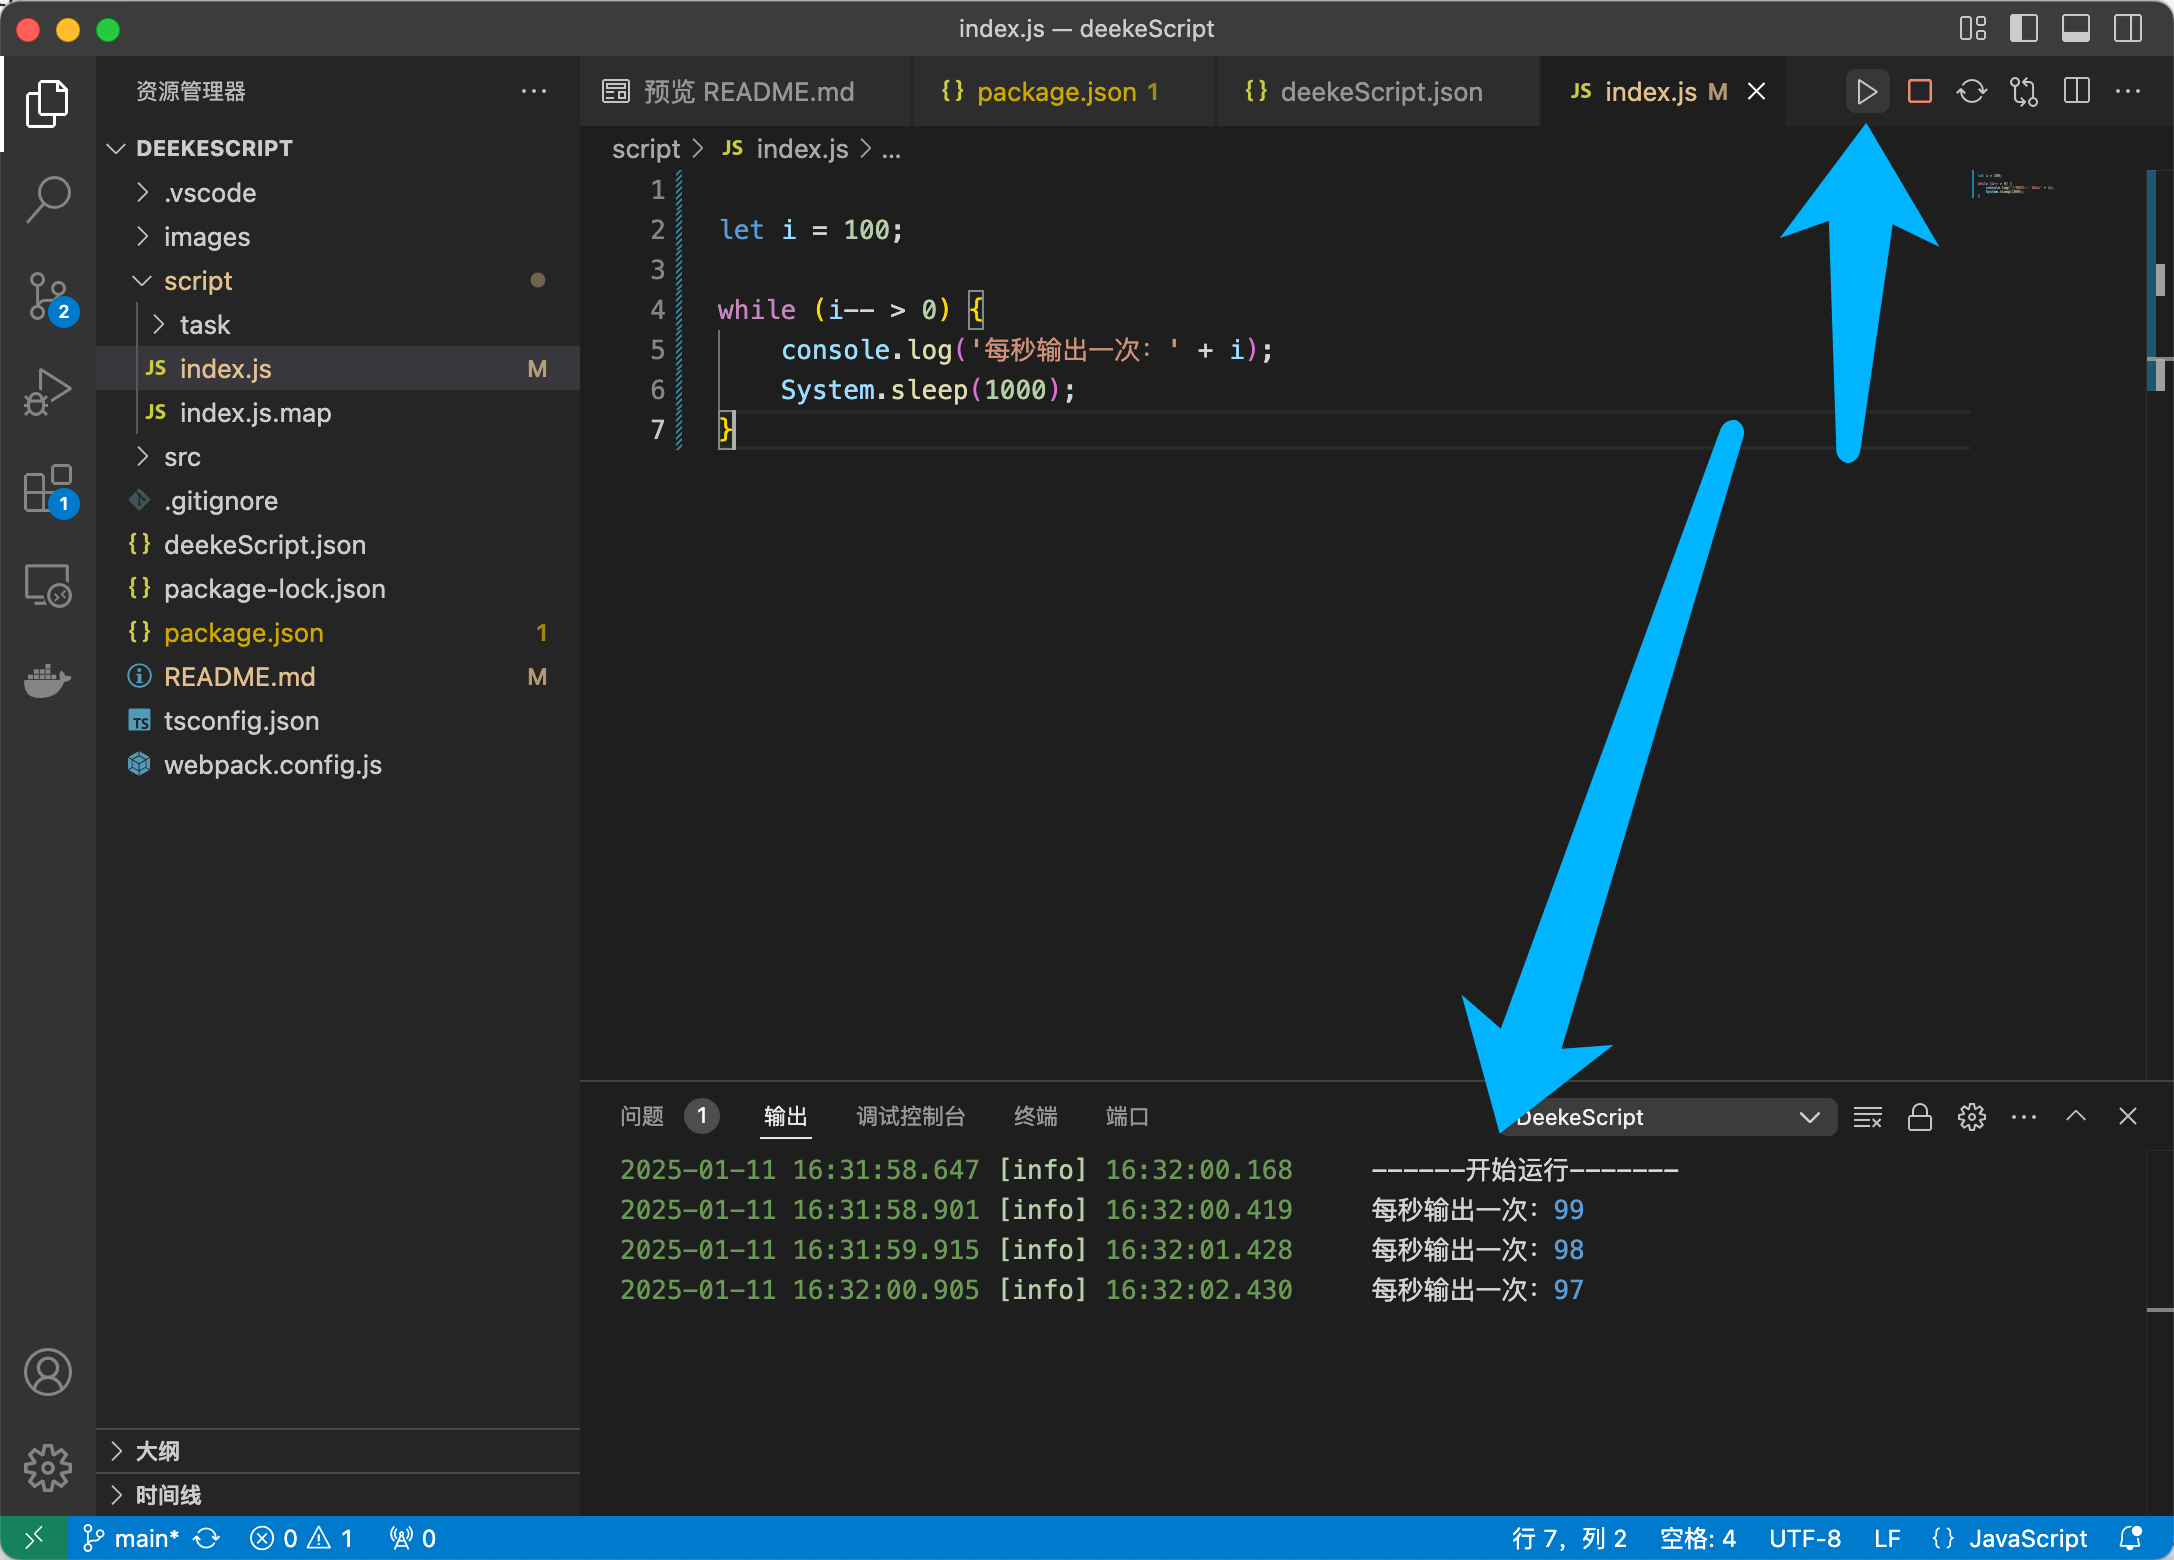 index.js — deekeScript
资源管理器
DEEKESCRIPT
.vscode
images
script
task
JS index.js M
JS index.js.map
src
.gitignore
{} deekeScript.json
{} package-lock.json
{} package.json 1
README.md M
TS tsconfig.json
webpack.config.js
大纲
时间线
2
1
预览 README.md
{} package.json 1
{} deekeScript.json
JS index.js M
script > JS index.js > ...
1
2 let i = 100;
3
4 while (i-- > 0) {
5 console.log('每秒输出一次：' + i);
6 System.sleep(1000);
7 }
问题 1 输出 调试控制台 终端 端口 DeekeScript
2025-01-11 16:31:58.647 [info] 16:32:00.168 ------开始运行-------
2025-01-11 16:31:58.901 [info] 16:32:00.419 每秒输出一次：99
2025-01-11 16:31:59.915 [info] 16:32:01.428 每秒输出一次：98
2025-01-11 16:32:00.905 [info] 16:32:02.430 每秒输出一次：97
main* 0 1 0 行 7，列 2 空格: 4 UTF-8 LF {} JavaScript